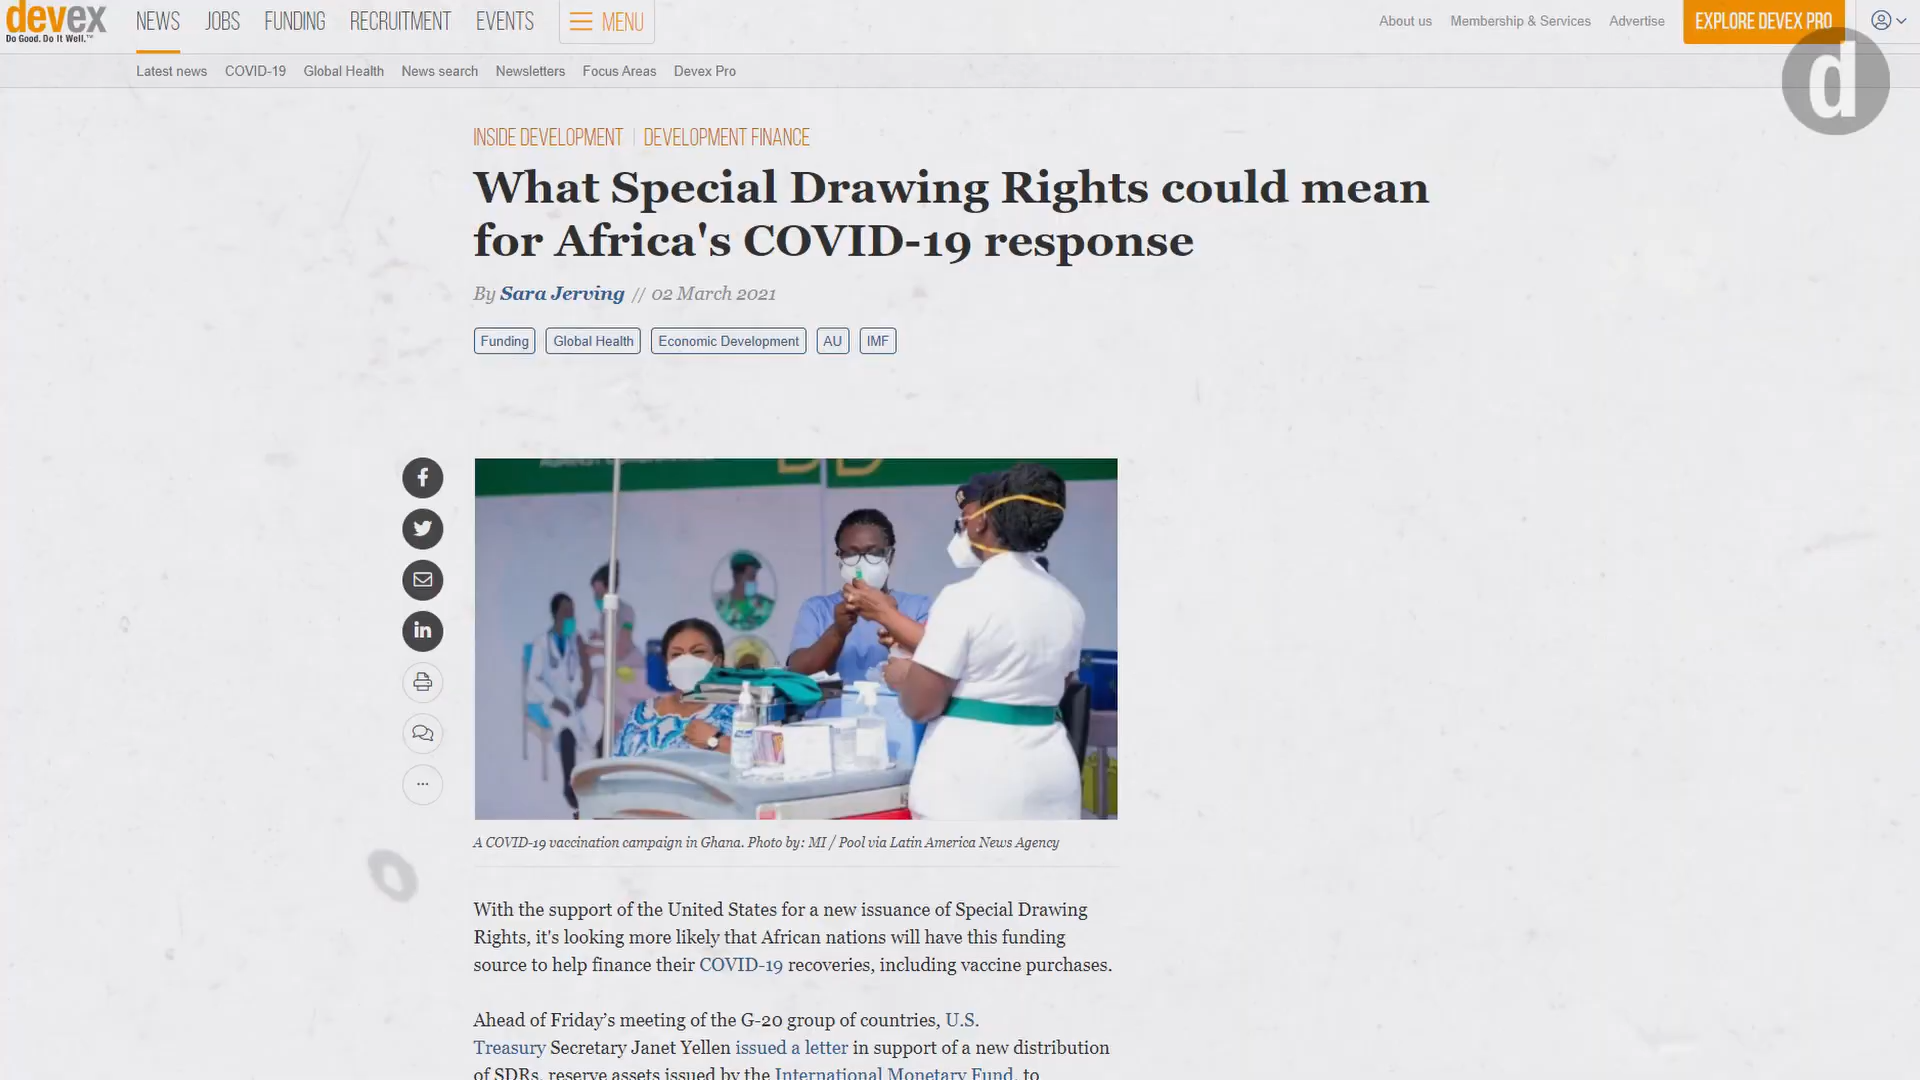 devex
Do Good. Do It Well.™
NEWS JOBS FUNDING RECRUITMENT EVENTS MENU
About us Membership & Services Advertise EXPLORE DEVEX PRO
Latest news COVID-19 Global Health News search Newsletters Focus Areas Devex Pro
d
INSIDE DEVELOPMENT | DEVELOPMENT FINANCE
What Special Drawing Rights could mean
for Africa's COVID-19 response
By Sara Jerving // 02 March 2021
Funding Global Health Economic Development AU IMF
A COVID-19 vaccination campaign in Ghana. Photo by: MI / Pool via Latin America News Agency
With the support of the United States for a new issuance of Special Drawing
Rights, it's looking more likely that African nations will have this funding
source to help finance their COVID-19 recoveries, including vaccine purchases.
Ahead of Friday’s meeting of the G-20 group of countries, U.S.
Treasury Secretary Janet Yellen issued a letter in support of a new distribution
of SDRs, reserve assets issued by the International Monetary Fund, to